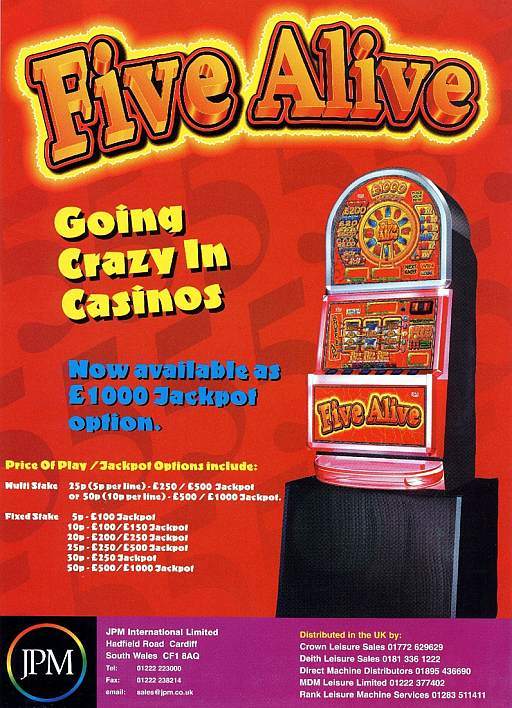 Five Alive
Going
Crazy In
Casinos
Now available as
£1000 Jackpot
option.
£1000
£200
Five Alive
Price Of Play / Jackpot Options include:
Multi Stake 25p (5p per line) - £250 / £500 Jackpot
or 50p (10p per line) - £500 / £1000 Jackpot.
Fixed Stake 5p - £100 Jackpot
10p - £100/£150 Jackpot
20p - £200/£250 Jackpot
25p - £250/£300 Jackpot
30p - £250 Jackpot
50p - £500/£1000 Jackpot
JPM
JPM International Limited
Hadfield Road Cardiff
South Wales CF1 8AQ
Tel: 01222 223000
Fax: 01222 238214
email: sales@jpm.co.uk
Distributed in the UK by:
Crown Leisure Sales 01772 629629
Deith Leisure Sales 0181 336 1222
Direct Machine Distributors 01895 436690
MDM Leisure Limited 01222 377402
Rank Leisure Machine Services 01283 511411